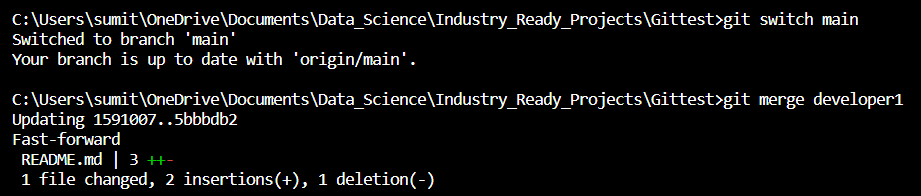 C:\Users\sumit\OneDrive\Documents\Data_Science\Industry_Ready_Projects\Gittest>git switch main
Switched to branch 'main'
Your branch is up to date with 'origin/main'.
C:\Users\sumit\OneDrive\Documents\Data_Science\Industry_Ready_Projects\Gittest>git merge developer1
Updating 1591007..5bbbdb2
Fast-forward
 README.md | 3 ++-
 1 file changed, 2 insertions(+), 1 deletion(-)